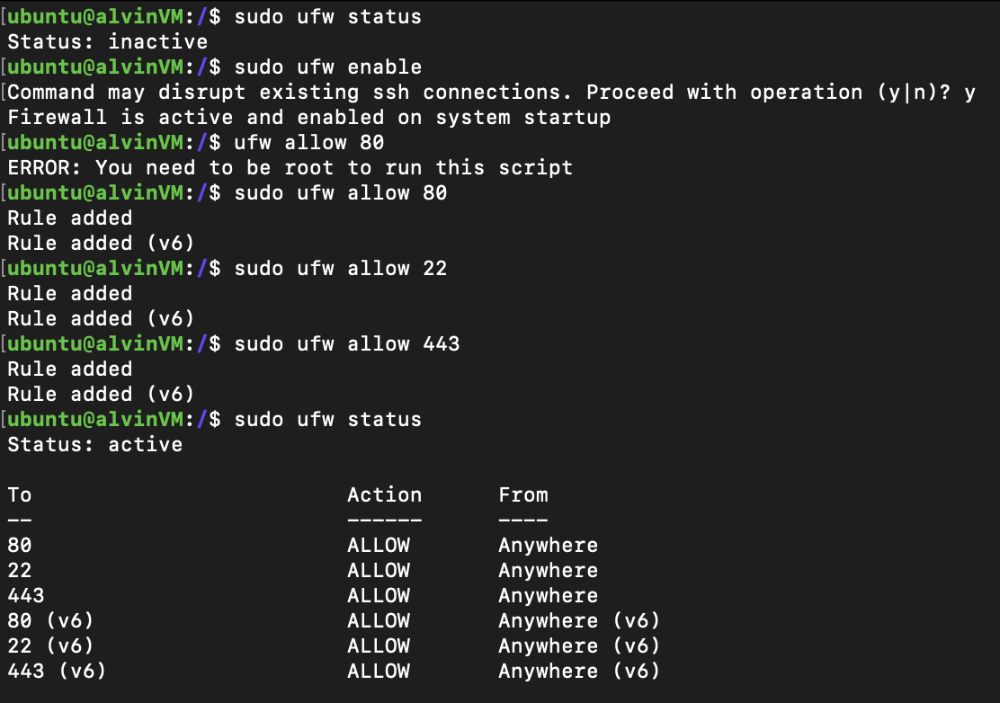 [ubuntu@alvinVM:/$ sudo ufw status
Status: inactive
[ubuntu@alvinVM:/$ sudo ufw enable
[Command may disrupt existing ssh connections. Proceed with operation (y|n)? y
Firewall is active and enabled on system startup
[ubuntu@alvinVM:/$ ufw allow 80
ERROR: You need to be root to run this script
[ubuntu@alvinVM:/$ sudo ufw allow 80
Rule added
Rule added (v6)
[ubuntu@alvinVM:/$ sudo ufw allow 22
Rule added
Rule added (v6)
[ubuntu@alvinVM:/$ sudo ufw allow 443
Rule added
Rule added (v6)
[ubuntu@alvinVM:/$ sudo ufw status
Status: active

To                         Action      From
--                         ------      ----
80                         ALLOW       Anywhere
22                         ALLOW       Anywhere
443                        ALLOW       Anywhere
80 (v6)                    ALLOW       Anywhere (v6)
22 (v6)                    ALLOW       Anywhere (v6)
443 (v6)                   ALLOW       Anywhere (v6)